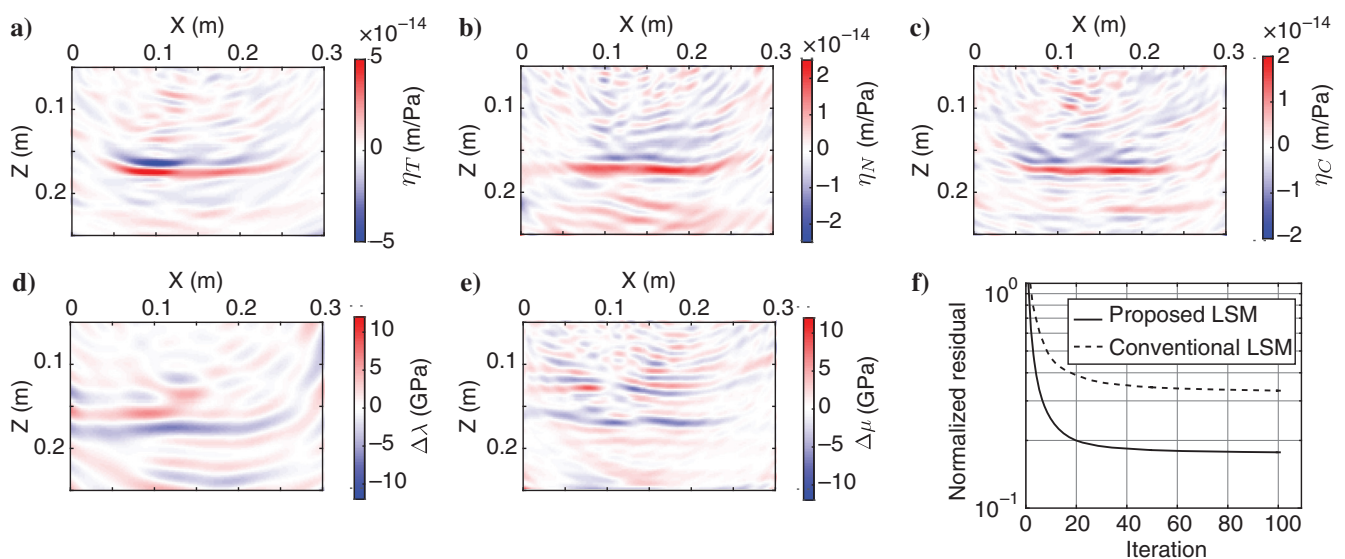 a)
X (m)
0 0.1 0.2 0.3
×10⁻¹⁴
5
0
−5
η_T (m/Pa)
0.1
0.2
Z (m)
b)
X (m)
0 0.1 0.2 0.3
×10⁻¹⁴
2
1
0
−1
−2
η_N (m/Pa)
0.1
0.2
Z (m)
c)
X (m)
0 0.1 0.2 0.3
×10⁻¹⁴
2
1
0
−1
−2
η_C (m/Pa)
0.1
0.2
Z (m)
d)
X (m)
0 0.1 0.2 0.3
10
5
0
−5
−10
Δλ (GPa)
0.1
0.2
Z (m)
e)
X (m)
0 0.1 0.2 0.3
10
5
0
−5
−10
Δμ (GPa)
0.1
0.2
Z (m)
f)
10⁰
10⁻¹
Normalized residual
Proposed LSM
Conventional LSM
0 20 40 60 80 100
Iteration